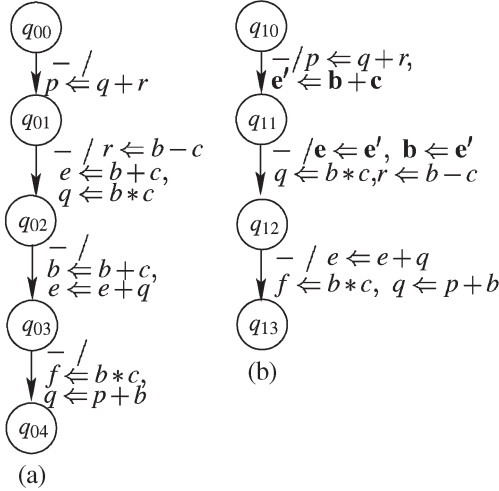 q00
− /
p ⇐ q + r
q01
− / r ⇐ b − c
e ⇐ b + c,
q ⇐ b ∗ c
q02
− /
b ⇐ b + c,
e ⇐ e + q
q03
− /
f ⇐ b ∗ c,
q ⇐ p + b
q04
(a)
q10
− / p ⇐ q + r,
e′ ⇐ b + c
q11
− / e ⇐ e′, b ⇐ e′
q ⇐ b ∗ c, r ⇐ b − c
q12
− / e ⇐ e + q
f ⇐ b ∗ c, q ⇐ p + b
q13
(b)